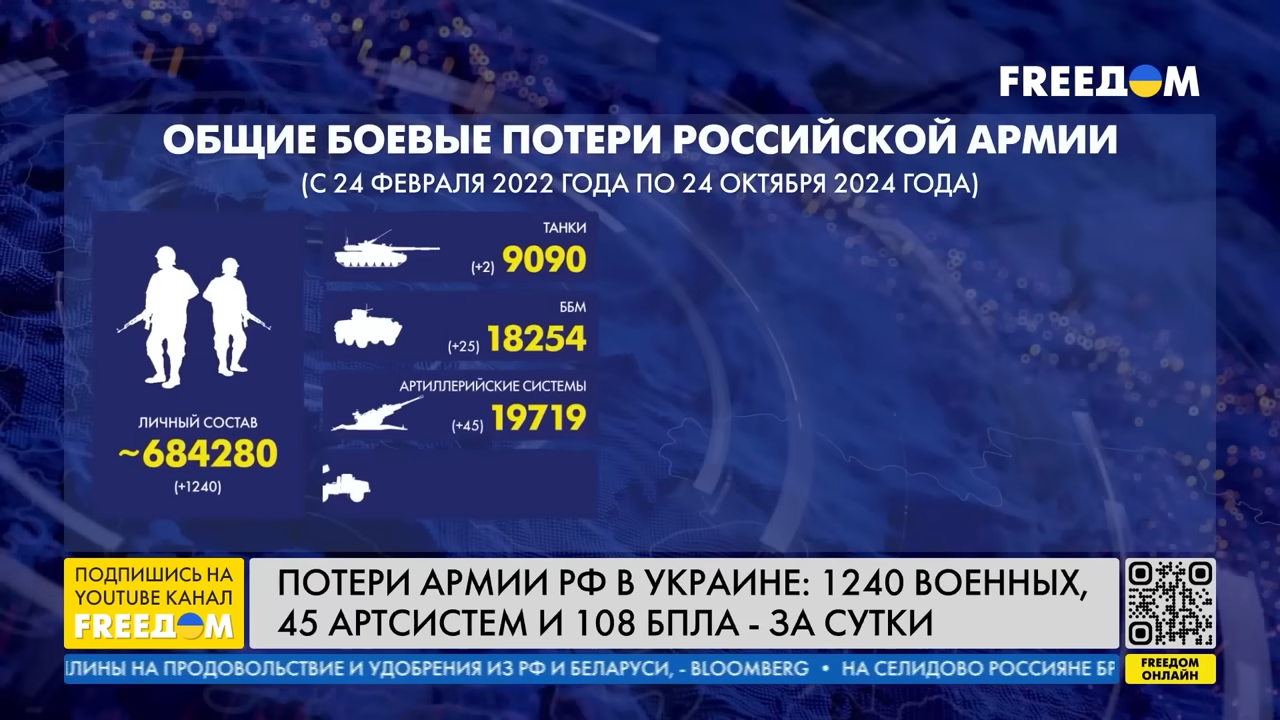 FREEДOM
ОБЩИЕ БОЕВЫЕ ПОТЕРИ РОССИЙСКОЙ АРМИИ
(С 24 ФЕВРАЛЯ 2022 ГОДА ПО 24 ОКТЯБРЯ 2024 ГОДА)
ЛИЧНЫЙ СОСТАВ
~684280
(+1240)
ТАНКИ
(+2) 9090
ББМ
(+25) 18254
АРТИЛЛЕРИЙСКИЕ СИСТЕМЫ
(+45) 19719
ПОДПИШИСЬ НА
YOUTUBE КАНАЛ
FREEДOM
ПОТЕРИ АРМИИ РФ В УКРАИНЕ: 1240 ВОЕННЫХ,
45 АРТСИСТЕМ И 108 БПЛА - ЗА СУТКИ
FREEDOM
ОНЛАЙН
ШЛИНЫ НА ПРОДОВОЛЬСТВИЕ И УДОБРЕНИЯ ИЗ РФ И БЕЛАРУСИ, - BLOOMBERG • НА СЕЛИДОВО РОССИЯНЕ БР